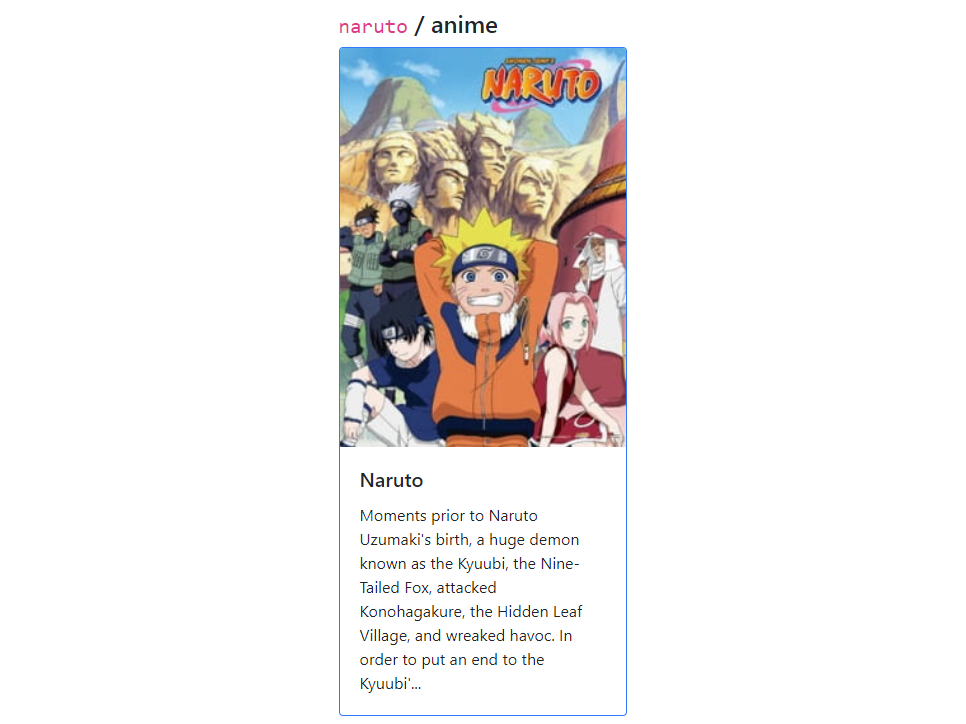 naruto / anime
SHONEN JUMP'S
NARUTO
Naruto
Moments prior to Naruto
Uzumaki's birth, a huge demon
known as the Kyuubi, the Nine-
Tailed Fox, attacked
Konohagakure, the Hidden Leaf
Village, and wreaked havoc. In
order to put an end to the
Kyuubi'...